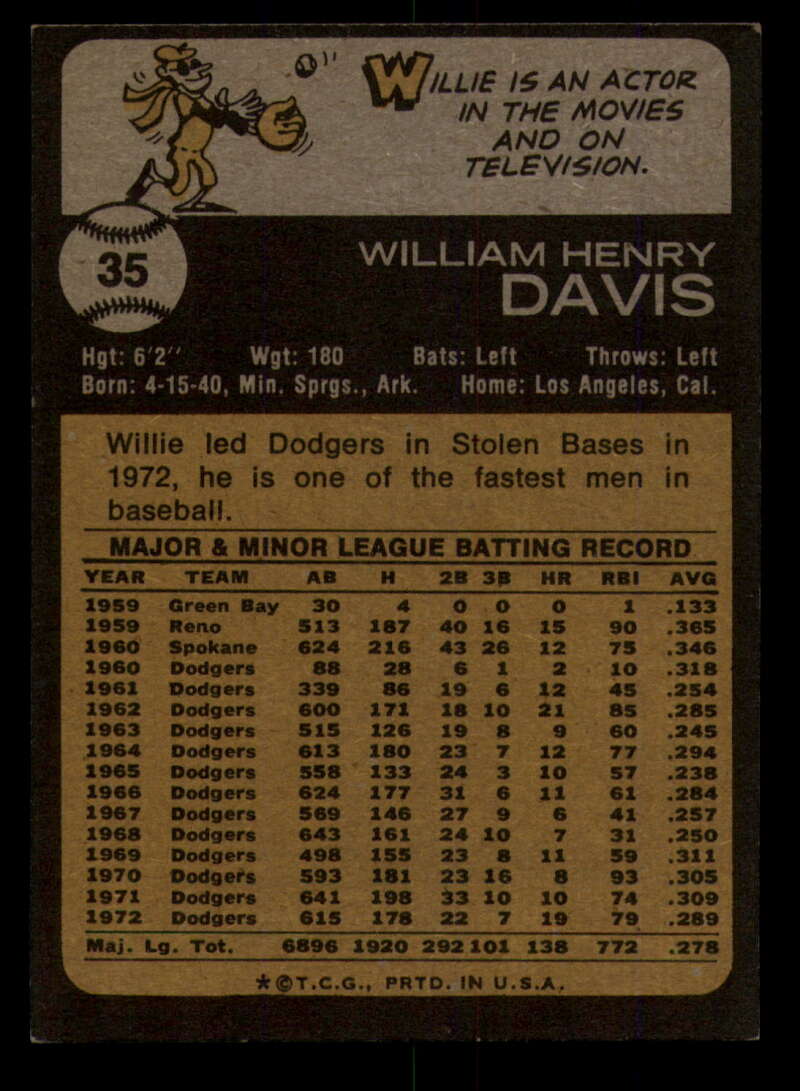 WILLIE IS AN ACTOR
IN THE MOVIES
AND ON
TELEVISION.
35
WILLIAM HENRY
DAVIS
Hgt: 6'2" Wgt: 180 Bats: Left Throws: Left
Born: 4-15-40, Min. Sprgs., Ark. Home: Los Angeles, Cal.
Willie led Dodgers in Stolen Bases in
1972, he is one of the fastest men in
baseball.
MAJOR & MINOR LEAGUE BATTING RECORD
YEAR TEAM AB H 2B 3B HR RBI AVG
1959 Green Bay 30 4 0 0 0 1 .133
1959 Reno 513 187 40 16 15 90 .365
1960 Spokane 624 216 43 26 12 75 .346
1960 Dodgers 88 28 6 1 2 10 .318
1961 Dodgers 339 86 19 6 12 45 .254
1962 Dodgers 600 171 18 10 21 85 .285
1963 Dodgers 515 126 19 8 9 60 .245
1964 Dodgers 613 180 23 7 12 77 .294
1965 Dodgers 558 133 24 3 10 57 .238
1966 Dodgers 624 177 31 6 11 61 .284
1967 Dodgers 569 146 27 9 6 41 .257
1968 Dodgers 643 161 24 10 7 31 .250
1969 Dodgers 498 155 23 8 11 59 .311
1970 Dodgers 593 181 23 16 8 93 .305
1971 Dodgers 641 198 33 10 10 74 .309
1972 Dodgers 615 178 22 7 19 79 .289
Maj. Lg. Tot. 6896 1920 292 101 138 772 .278
*©T.C.G., PRTD. IN U.S.A.